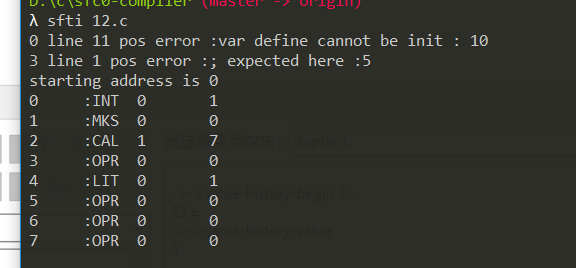 D:\c\sfc0-compiler (master -> origin)
λ sfti 12.c
0 line 11 pos error :var define cannot be init : 10
3 line 1 pos error :; expected here :5
starting address is 0
0 :INT 0 1
1 :MKS 0 0
2 :CAL 1 7
3 :OPR 0 0
4 :LIT 0 1
5 :OPR 0 0
6 :OPR 0 0
7 :OPR 0 0